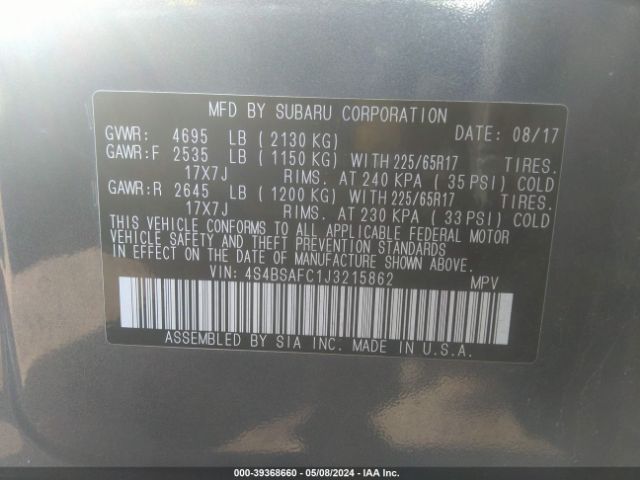 MFD BY SUBARU CORPORATION
GVWR: 4695 LB ( 2130 KG) DATE: 08/17
GAWR:F 2535 LB ( 1150 KG) WITH 225/65R17 TIRES.
17X7J RIMS. AT 240 KPA ( 35 PSI) COLD
GAWR:R 2645 LB ( 1200 KG) WITH 225/65R17 TIRES.
17X7J RIMS. AT 230 KPA ( 33 PSI) COLD
THIS VEHICLE CONFORMS TO ALL APPLICABLE FEDERAL MOTOR
VEHICLE SAFETY AND THEFT PREVENTION STANDARDS
IN EFFECT ON THE DATE OF MANUFACTURE SHOWN ABOVE.
VIN: 4S4BSAFC1J3215862 MPV
ASSEMBLED BY SIA INC. MADE IN U.S.A.
000-39368660 - 05/08/2024 - IAA Inc.